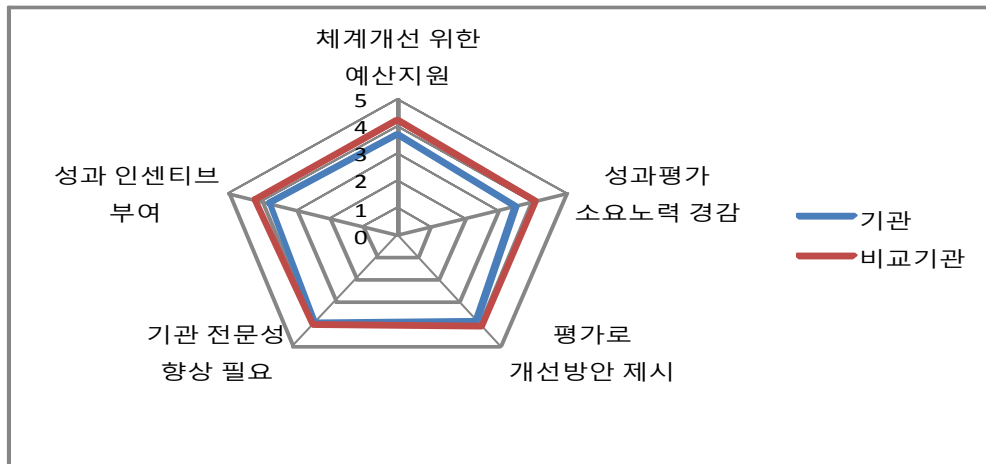 체계개선 위한
예산지원
5
4
3
2
1
0
성과 인센티브
부여
성과평가
소요노력 경감
기관
비교기관
기관 전문성
향상 필요
평가로
개선방안 제시